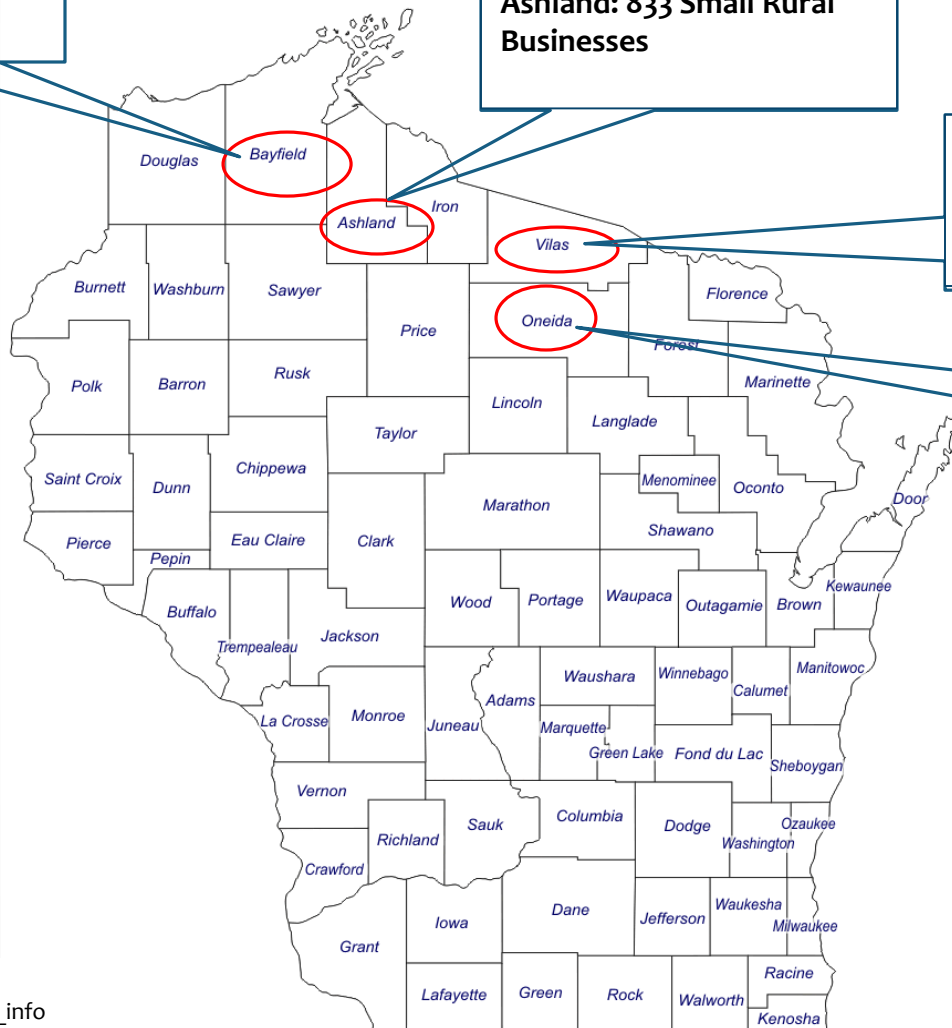 Ashland: 833 Small Rural
Businesses
Douglas
Bayfield
Ashland
Iron
Vilas
Burnett
Washburn
Sawyer
Price
Oneida
Florence
Forest
Marinette
Polk
Barron
Rusk
Lincoln
Langlade
Taylor
Saint Croix
Dunn
Chippewa
Marathon
Menominee
Oconto
Door
Pierce
Pepin
Eau Claire
Clark
Shawano
Buffalo
Trempealeau
Jackson
Wood
Portage
Waupaca
Outagamie
Brown
Kewaunee
La Crosse
Monroe
Juneau
Adams
Waushara
Winnebago
Calumet
Manitowoc
Marquette
Green Lake
Fond du Lac
Sheboygan
Vernon
Richland
Sauk
Columbia
Dodge
Washington
Ozaukee
Crawford
Grant
Iowa
Dane
Jefferson
Waukesha
Milwaukee
Lafayette
Green
Rock
Walworth
Racine
Kenosha
_info